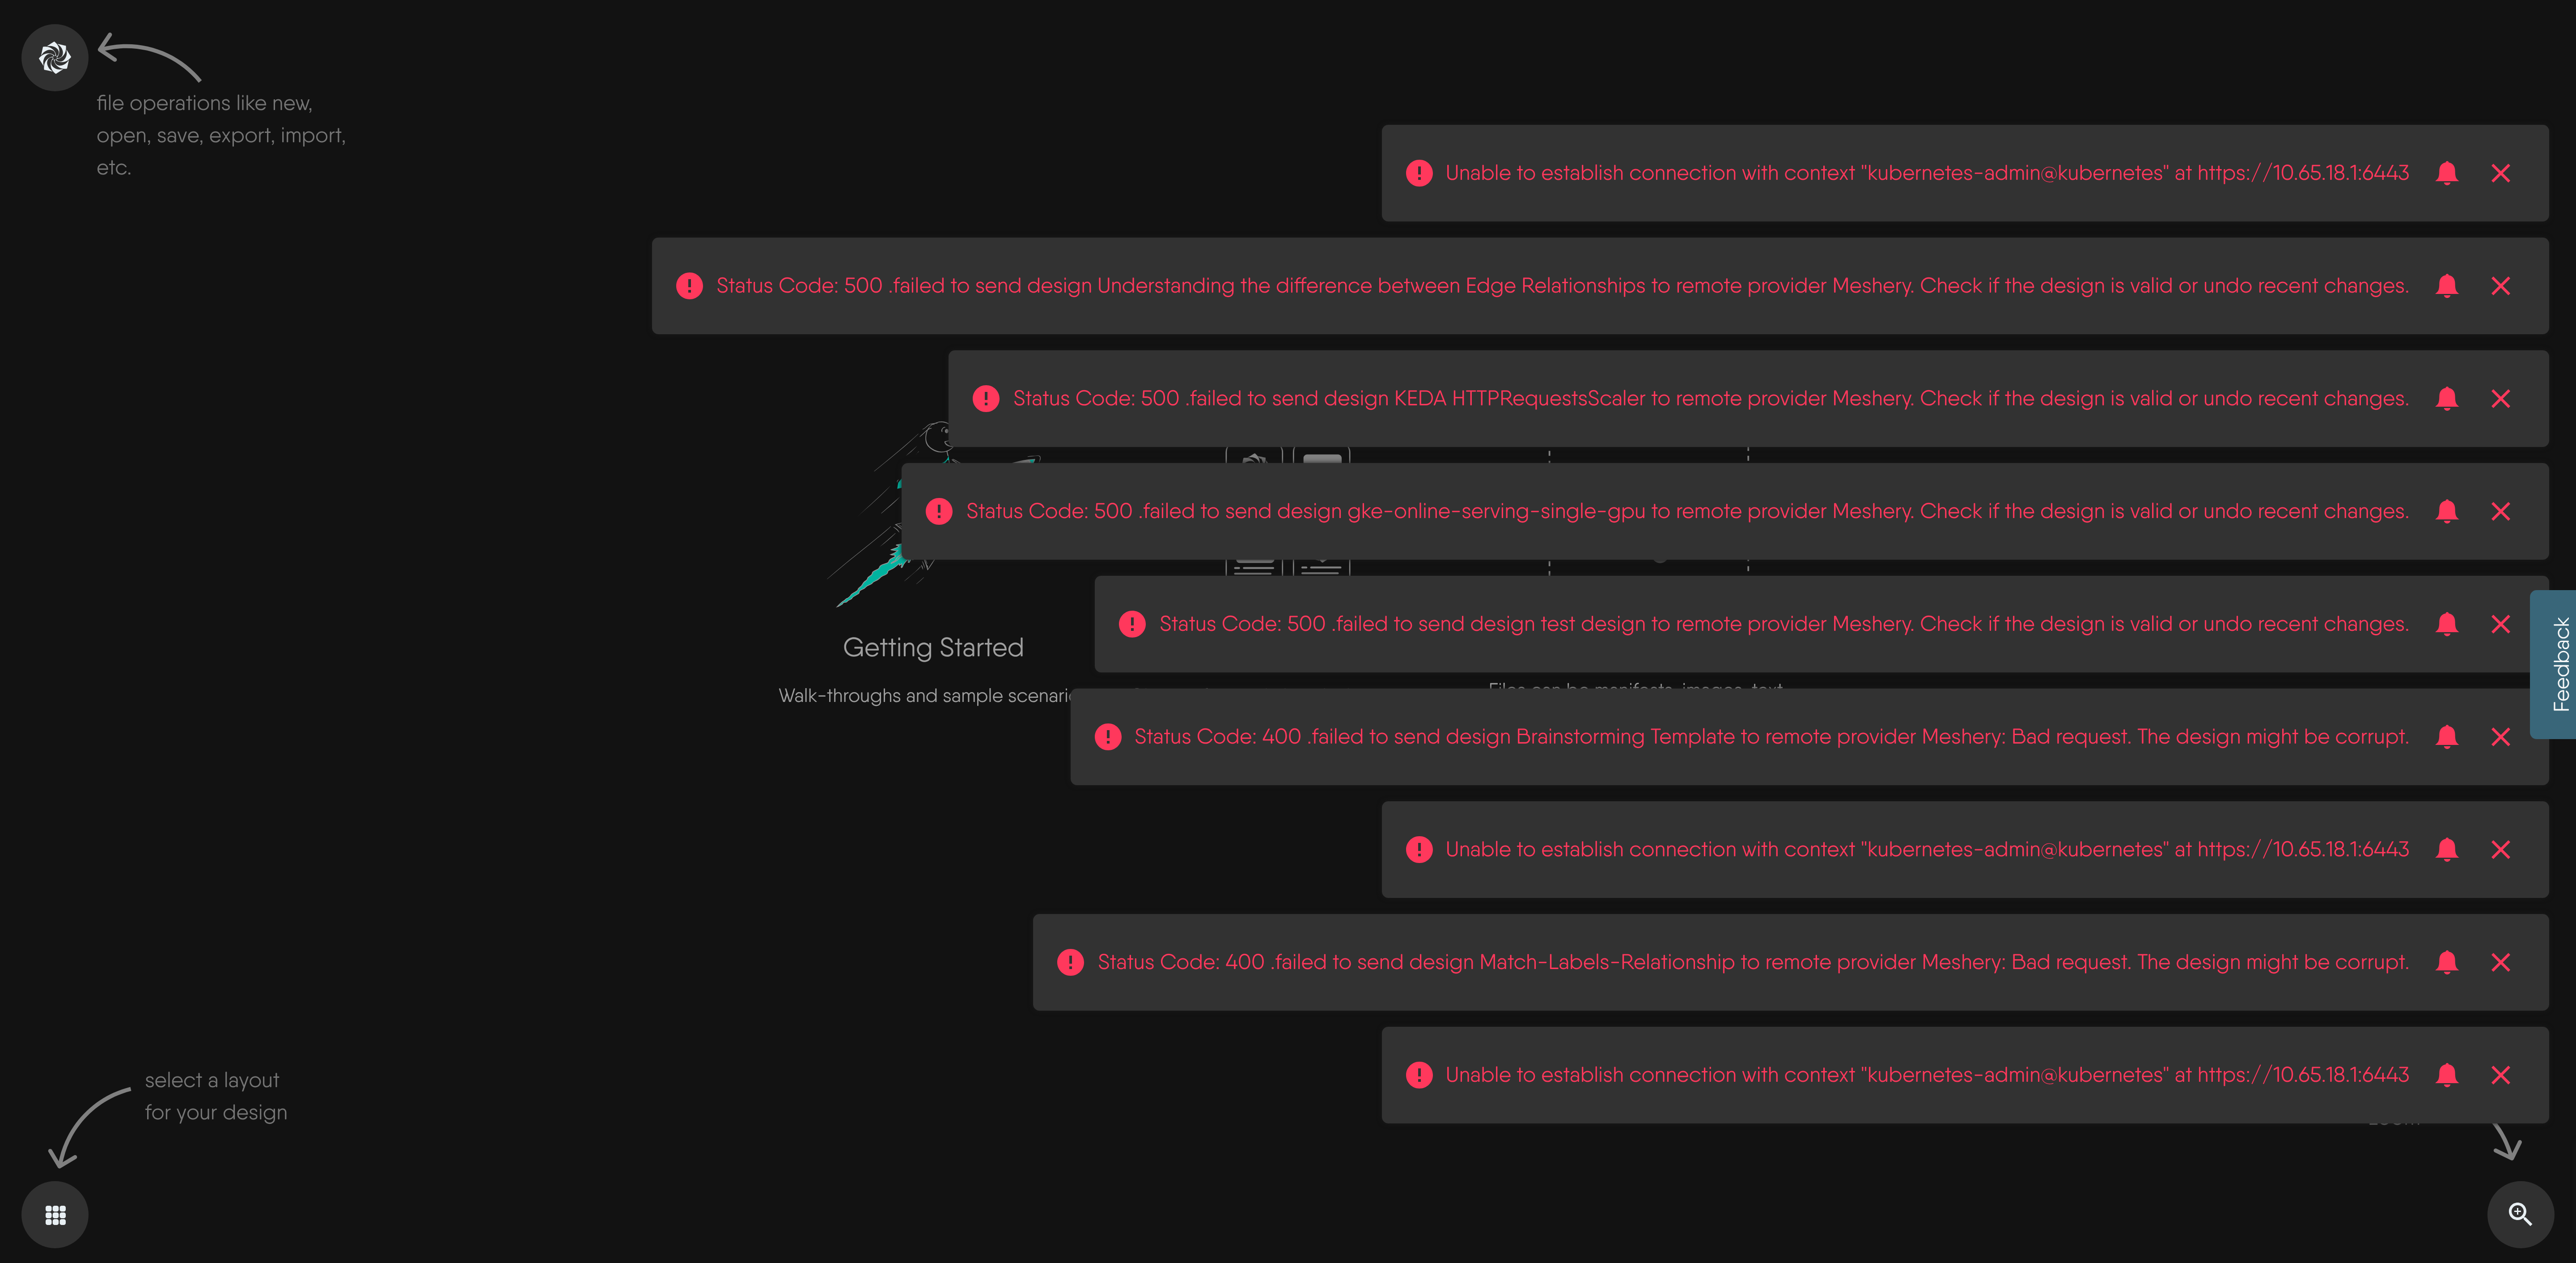 file operations like new,
open, save, export, import,
etc.
Unable to establish connection with context "kubernetes-admin@kubernetes" at https://10.65.18.1:6443
Status Code: 500 .failed to send design Understanding the difference between Edge Relationships to remote provider Meshery. Check if the design is valid or undo recent changes.
Status Code: 500 .failed to send design KEDA HTTPRequestsScaler to remote provider Meshery. Check if the design is valid or undo recent changes.
Status Code: 500 .failed to send design gke-online-serving-single-gpu to remote provider Meshery. Check if the design is valid or undo recent changes.
Status Code: 500 .failed to send design test design to remote provider Meshery. Check if the design is valid or undo recent changes.
Getting Started
Walk-throughs and sample
Status Code: 400 .failed to send design Brainstorming Template to remote provider Meshery: Bad request. The design might be corrupt.
Feedback
Unable to establish connection with context "kubernetes-admin@kubernetes" at https://10.65.18.1:6443
Status Code: 400 .failed to send design Match-Labels-Relationship to remote provider Meshery: Bad request. The design might be corrupt.
Unable to establish connection with context "kubernetes-admin@kubernetes" at https://10.65.18.1:6443
select a layout
for your design